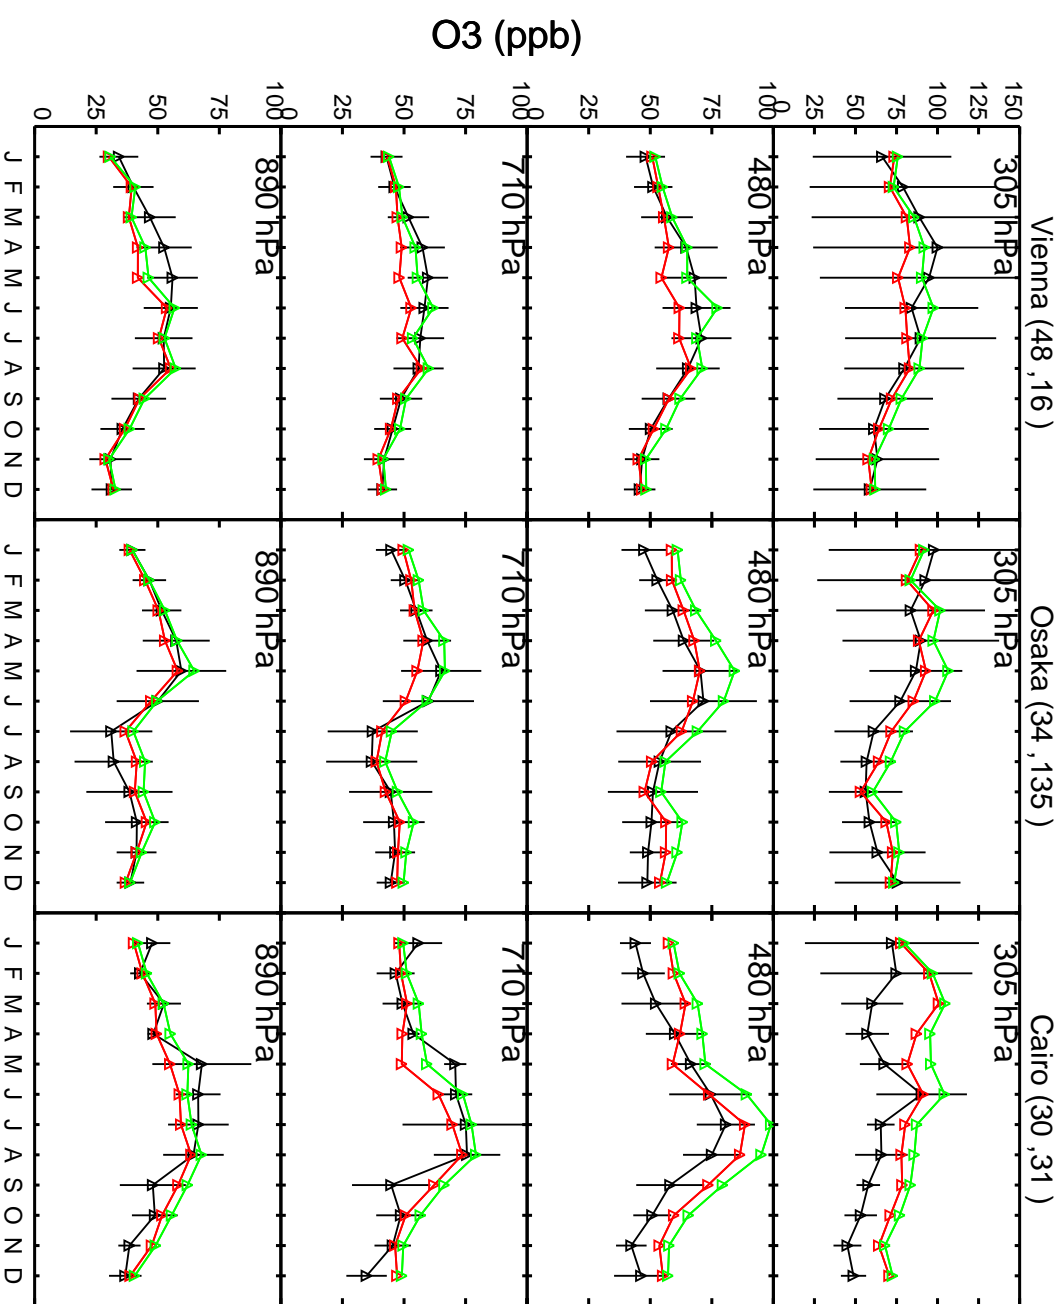 O3 (ppb)
0 25 50 75 100
0 25 50 75 100
0 25 50 75 100
0 25 50 75 100 125 150
Vienna (48 ,16 )
305 hPa
480 hPa
710 hPa
890 hPa
J F M A M J J A S O N D
Osaka (34 ,135 )
305 hPa
480 hPa
710 hPa
890 hPa
J F M A M J J A S O N D
Cairo (30 ,31 )
305 hPa
480 hPa
710 hPa
890 hPa
J F M A M J J A S O N D